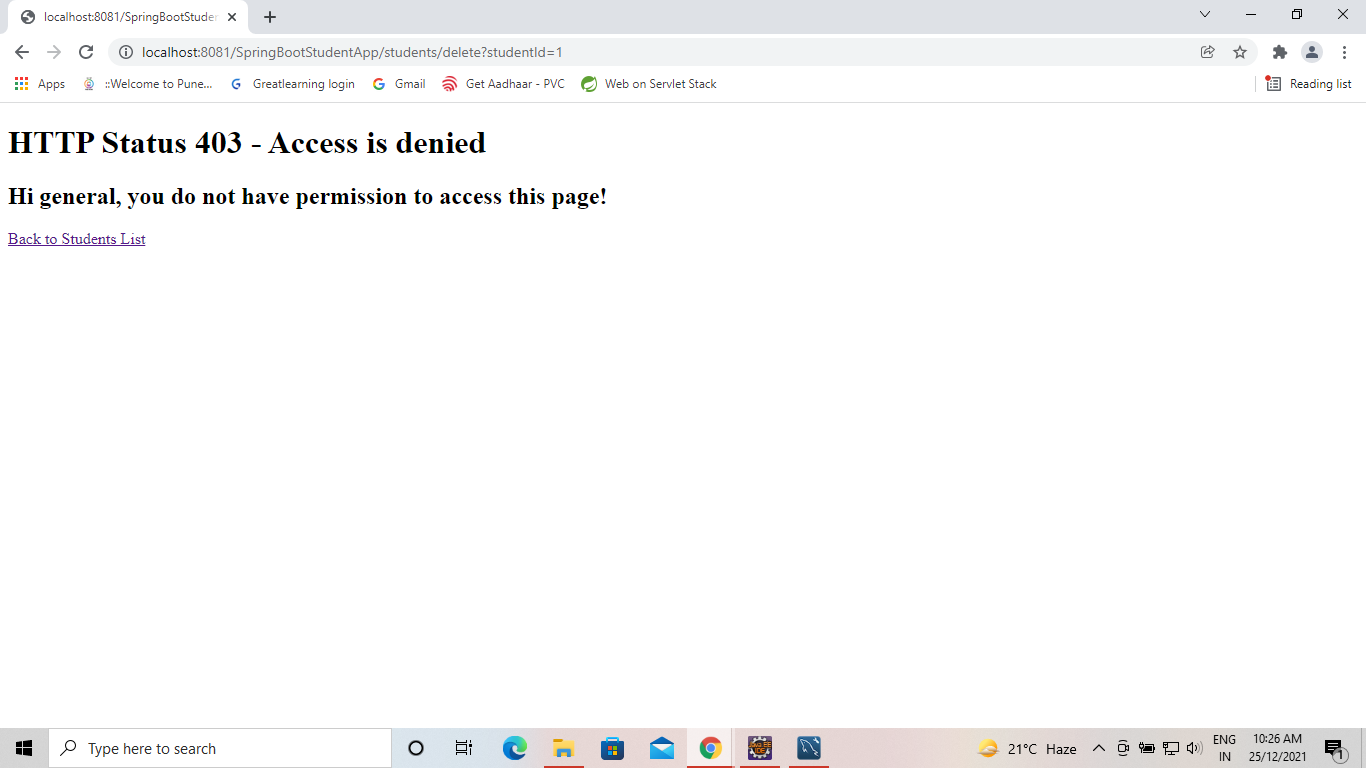 localhost:8081/SpringBootStuden
localhost:8081/SpringBootStudentApp/students/delete?studentId=1
Apps ::Welcome to Pune... Greatlearning login Gmail Get Aadhaar - PVC Web on Servlet Stack Reading list
HTTP Status 403 - Access is denied
Hi general, you do not have permission to access this page!
Back to Students List
Type here to search
21°C Haze
ENG
IN
10:26 AM
25/12/2021
1